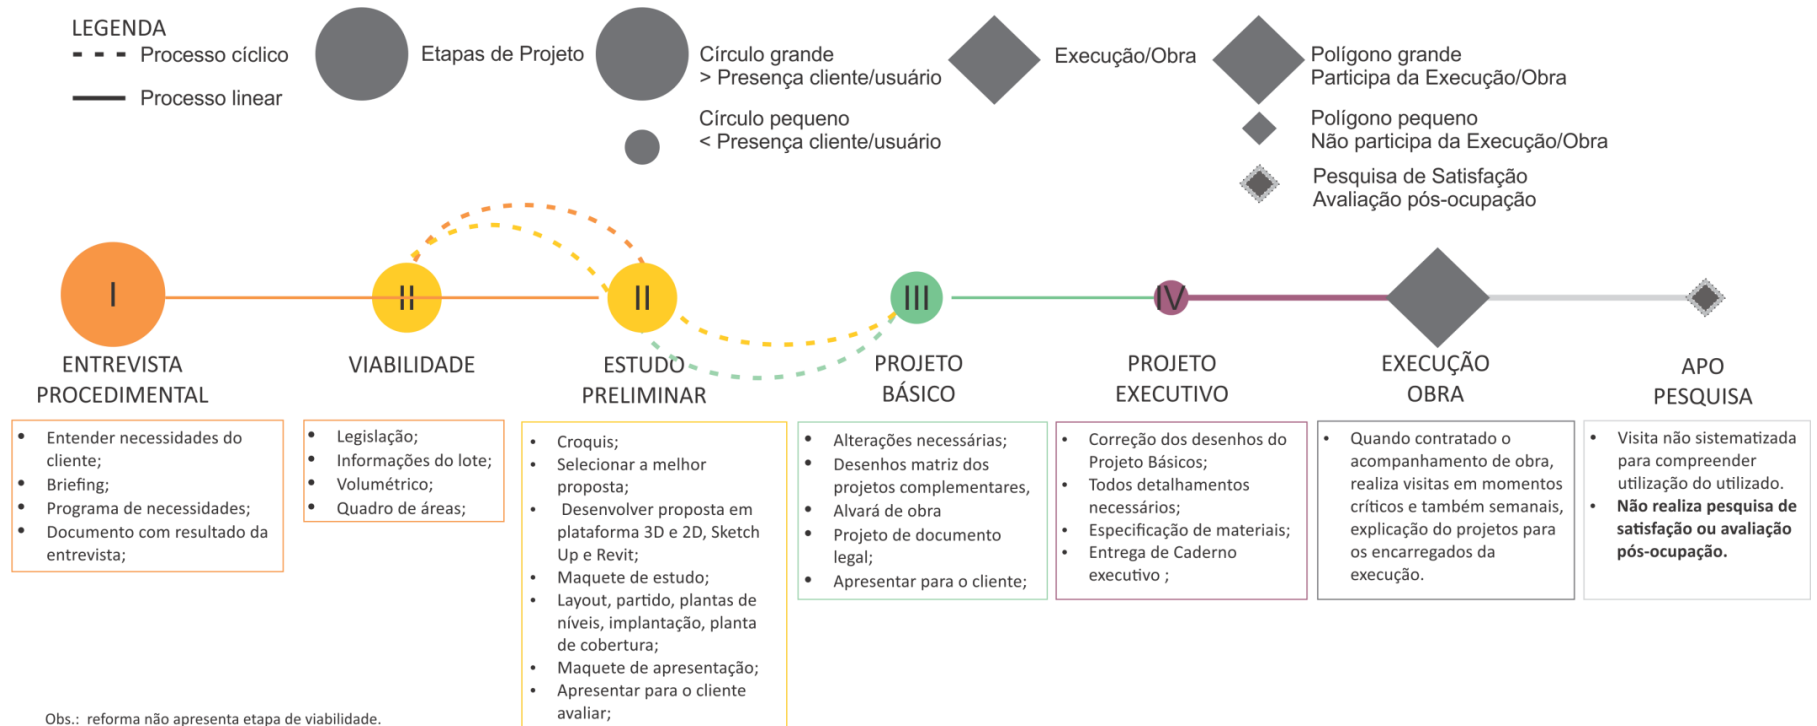 LEGENDA
Processo cíclico
Processo linear
Etapas de Projeto
Círculo grande
> Presença cliente/usuário
Círculo pequeno
< Presença cliente/usuário
Execução/Obra
Polígono grande
Participa da Execução/Obra
Polígono pequeno
Não participa da Execução/Obra
Pesquisa de Satisfação
Avaliação pós-ocupação
I
II
II
III
IV
ENTREVISTA
PROCEDIMENTAL
VIABILIDADE
ESTUDO
PRELIMINAR
PROJETO
BÁSICO
PROJETO
EXECUTIVO
EXECUÇÃO
OBRA
APO
PESQUISA
• Entender necessidades do
cliente;
• Briefing;
• Programa de necessidades;
• Documento com resultado da
entrevista;
• Legislação;
• Informações do lote;
• Volumétrico;
• Quadro de áreas;
• Croquis;
• Selecionar a melhor
proposta;
• Desenvolver proposta em
plataforma 3D e 2D, Sketch
Up e Revit;
• Maquete de estudo;
• Layout, partido, plantas de
níveis, implantação, planta
de cobertura;
• Maquete de apresentação;
• Apresentar para o cliente
avaliar;
• Alterações necessárias;
• Desenhos matriz dos
projetos complementares,
• Alvará de obra
• Projeto de documento
legal;
• Apresentar para o cliente;
• Correção dos desenhos do
Projeto Básicos;
• Todos detalhamentos
necessários;
• Especificação de materiais;
• Entrega de Caderno
executivo ;
• Quando contratado o
acompanhamento de obra,
realiza visitas em momentos
críticos e também semanais,
explicação do projetos para
os encarregados da
execução.
• Visita não sistematizada
para compreender
utilização do utilizado.
• Não realiza pesquisa de
satisfação ou avaliação
pós-ocupação.
Obs.: reforma não apresenta etapa de viabilidade.